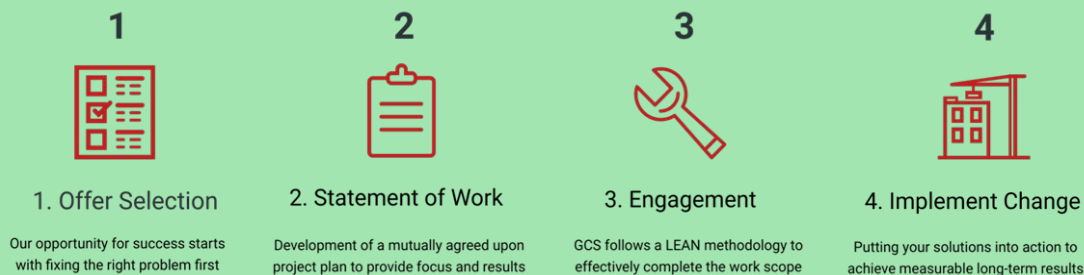 1
2
3
4
1. Offer Selection
2. Statement of Work
3. Engagement
4. Implement Change
Our opportunity for success starts
with fixing the right problem first
Development of a mutually agreed upon
project plan to provide focus and results
GCS follows a LEAN methodology to
effectively complete the work scope
Putting your solutions into action to
achieve measurable long-term results